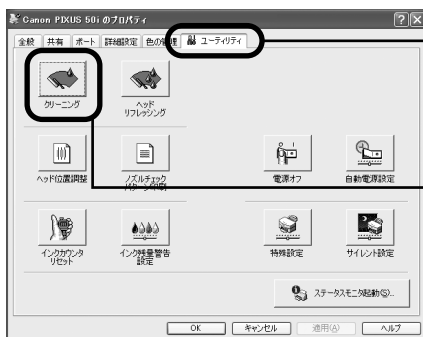 Canon PIXUS 50i のプロパティ
全般 共有 ポート 詳細設定 色の管理 ユーティリティ
クリーニング
ヘッド
リフレッシング
ヘッド位置調整
ノズルチェック
パターン印刷
電源オフ
自動電源設定
インクカウンタ
リセット
インク残量警告
設定
特殊設定
サイレント設定
ステータスモニタ起動(S)...
OK キャンセル 適用(A) ヘルプ